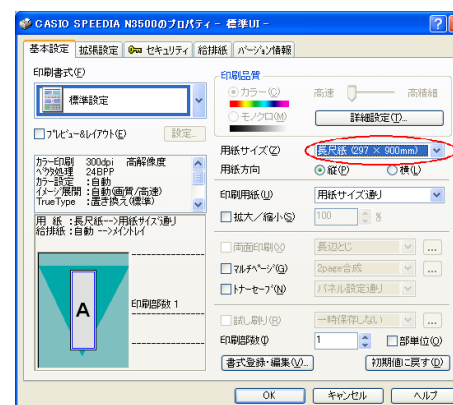 CASIO SPEEDIA N3500のプロパティ - 標準UI -
基本設定 拡張設定 セキュリティ 給排紙 バージョン情報
印刷書式(F)
標準設定
プレビュー&レイアウト(E) 設定...
カラー印刷 300dpi 高解像度
ヘッダ処理 24BPP
カラー設定 :自動
イメージ展開 :自動(画質/高速)
TrueType :置き換え(標準)
用 紙 :長尺紙-->用紙サイズ通り
給排紙 :自動 -->メイントレイ
A
印刷部数 1
印刷品質
カラー(C)
モノクロ(M)
高速 高精細
詳細設定(T)...
用紙サイズ(Z) 長尺紙 (297 × 900mm)
用紙方向 縦(P) 横(L)
印刷用紙(U) 用紙サイズ通り
拡大/縮小(S) 100 %
両面印刷(X) 長辺とじ ...
マルチページ(G) 2page合成 ...
トナーセーブ(N) パネル設定通り
試し刷り(R) 一時保存しない ...
印刷部数(I) 1 部単位(O)
書式登録・編集(V)... 初期値に戻す(D)
OK キャンセル ヘルプ